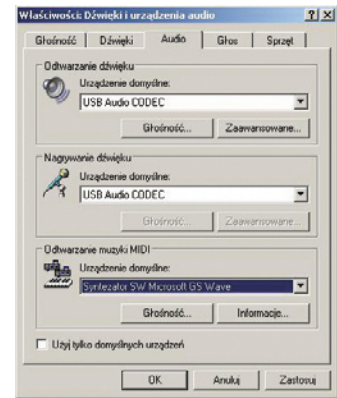 Właściwości: Dźwięki i urządzenia audio
Głośność Dźwięki Audio Głos Sprzęt
Odtwarzanie dźwięku
Urządzenie domyślne:
USB Audio CODEC
Głośność... Zaawansowane...
Nagrywanie dźwięku
Urządzenie domyślne:
USB Audio CODEC
Głośność... Zaawansowane...
Odtwarzanie muzyki MIDI
Urządzenie domyślne:
Syntezator SW Microsoft GS Wave
Głośność... Informacje...
Użyj tylko domyślnych urządzeń
OK Anuluj Zastosuj